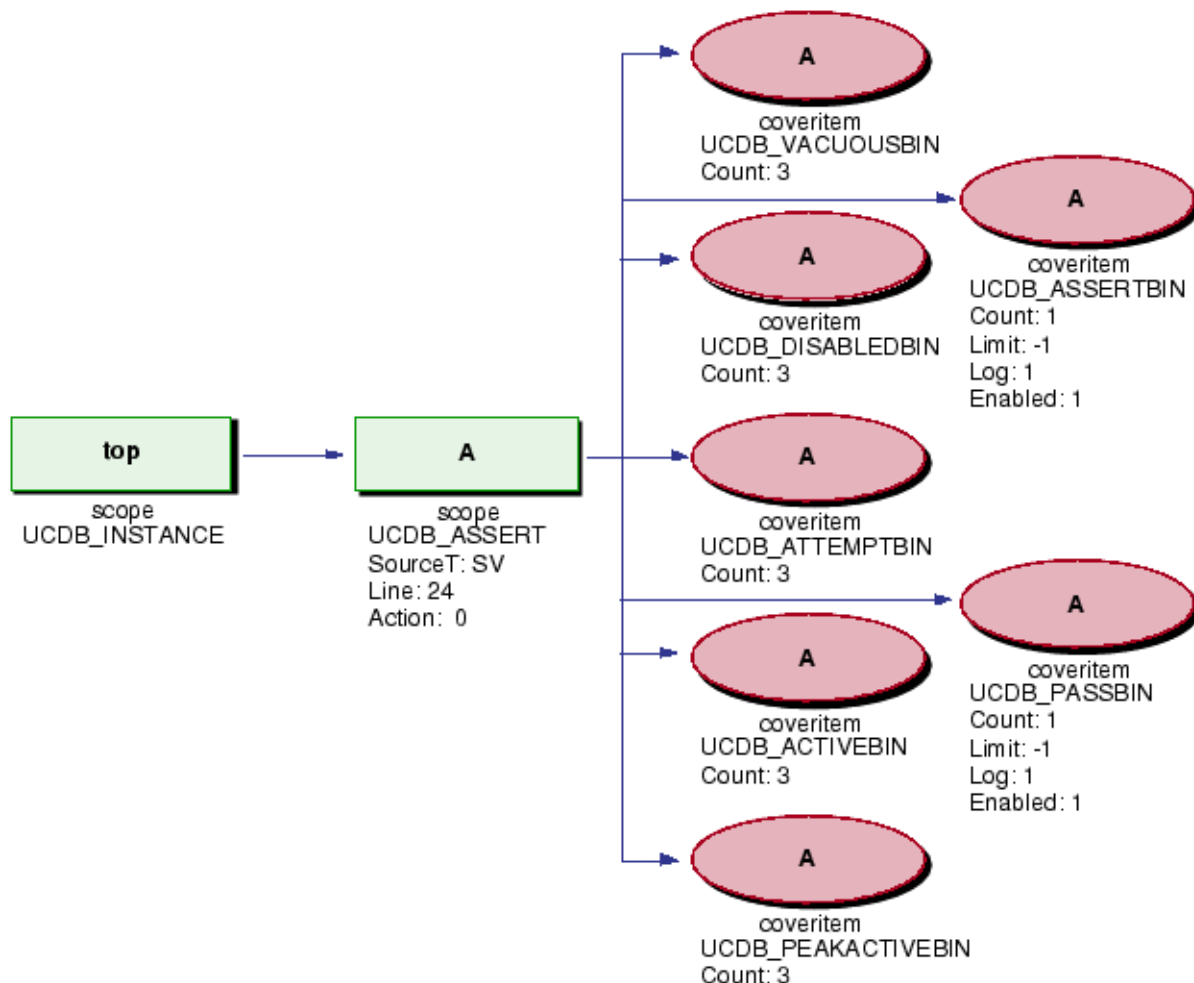 top
scope
UCDB_INSTANCE
A
scope
UCDB_ASSERT
SourceT: SV
Line: 24
Action:  0
A
coveritem
UCDB_VACUOUSBIN
Count: 3
A
coveritem
UCDB_ASSERTBIN
Count: 1
Limit: -1
Log: 1
Enabled: 1
A
coveritem
UCDB_DISABLEDBIN
Count: 3
A
coveritem
UCDB_ATTEMPTBIN
Count: 3
A
coveritem
UCDB_PASSBIN
Count: 1
Limit: -1
Log: 1
Enabled: 1
A
coveritem
UCDB_ACTIVEBIN
Count: 3
A
coveritem
UCDB_PEAKACTIVEBIN
Count: 3